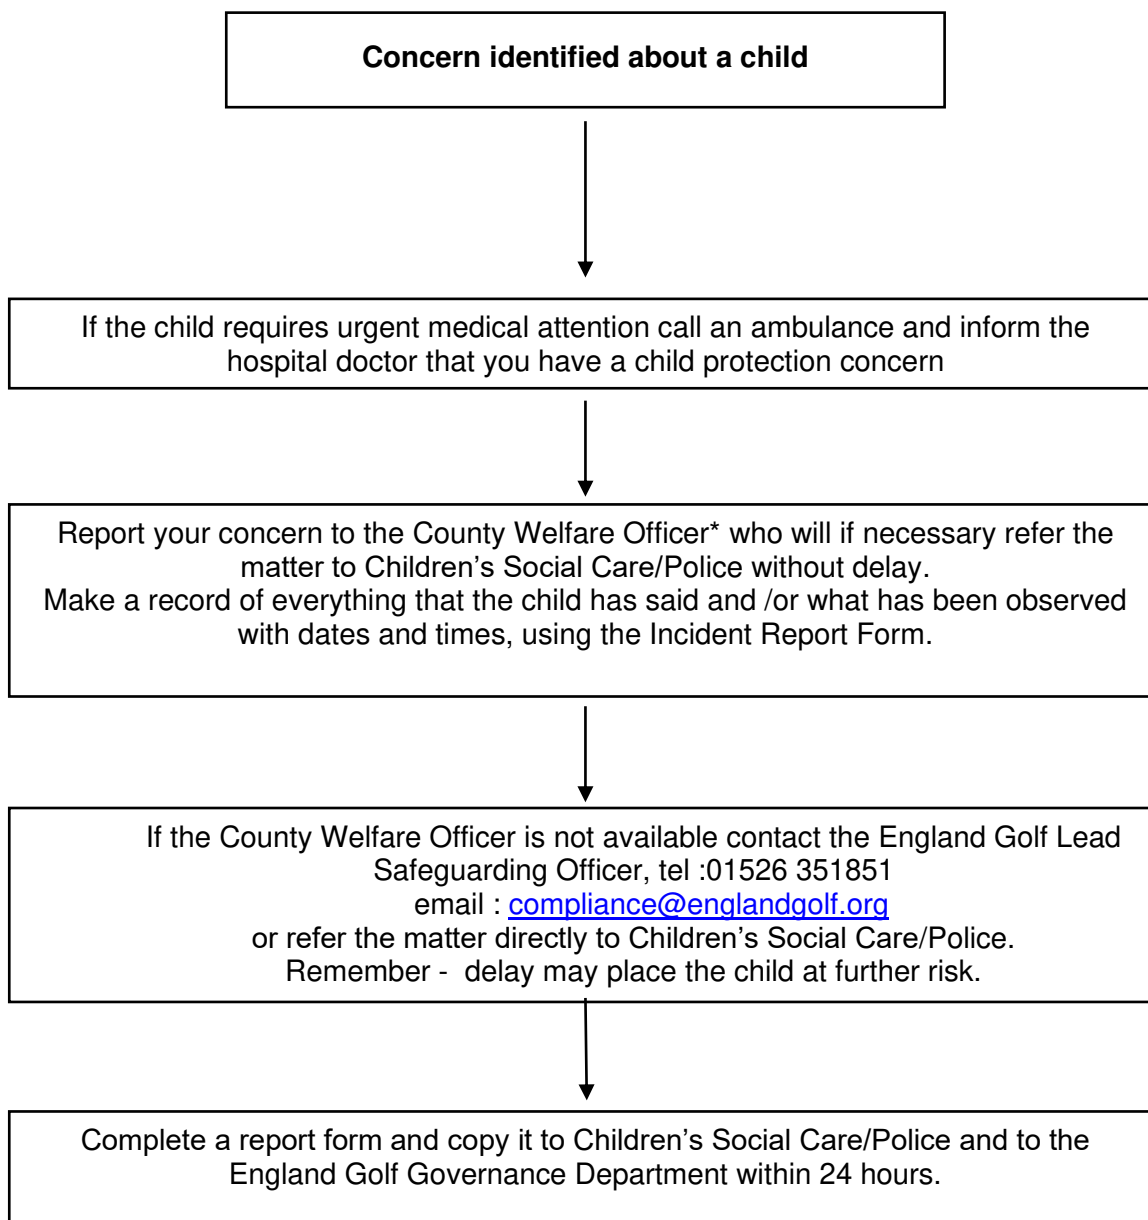 Concern identified about a child
If the child requires urgent medical attention call an ambulance and inform the
hospital doctor that you have a child protection concern
Report your concern to the County Welfare Officer* who will if necessary refer the
matter to Children’s Social Care/Police without delay.
Make a record of everything that the child has said and /or what has been observed
with dates and times, using the Incident Report Form.
If the County Welfare Officer is not available contact the England Golf Lead
Safeguarding Officer, tel :01526 351851
email : compliance@englandgolf.org
or refer the matter directly to Children’s Social Care/Police.
Remember -  delay may place the child at further risk.
Complete a report form and copy it to Children’s Social Care/Police and to the
England Golf Governance Department within 24 hours.